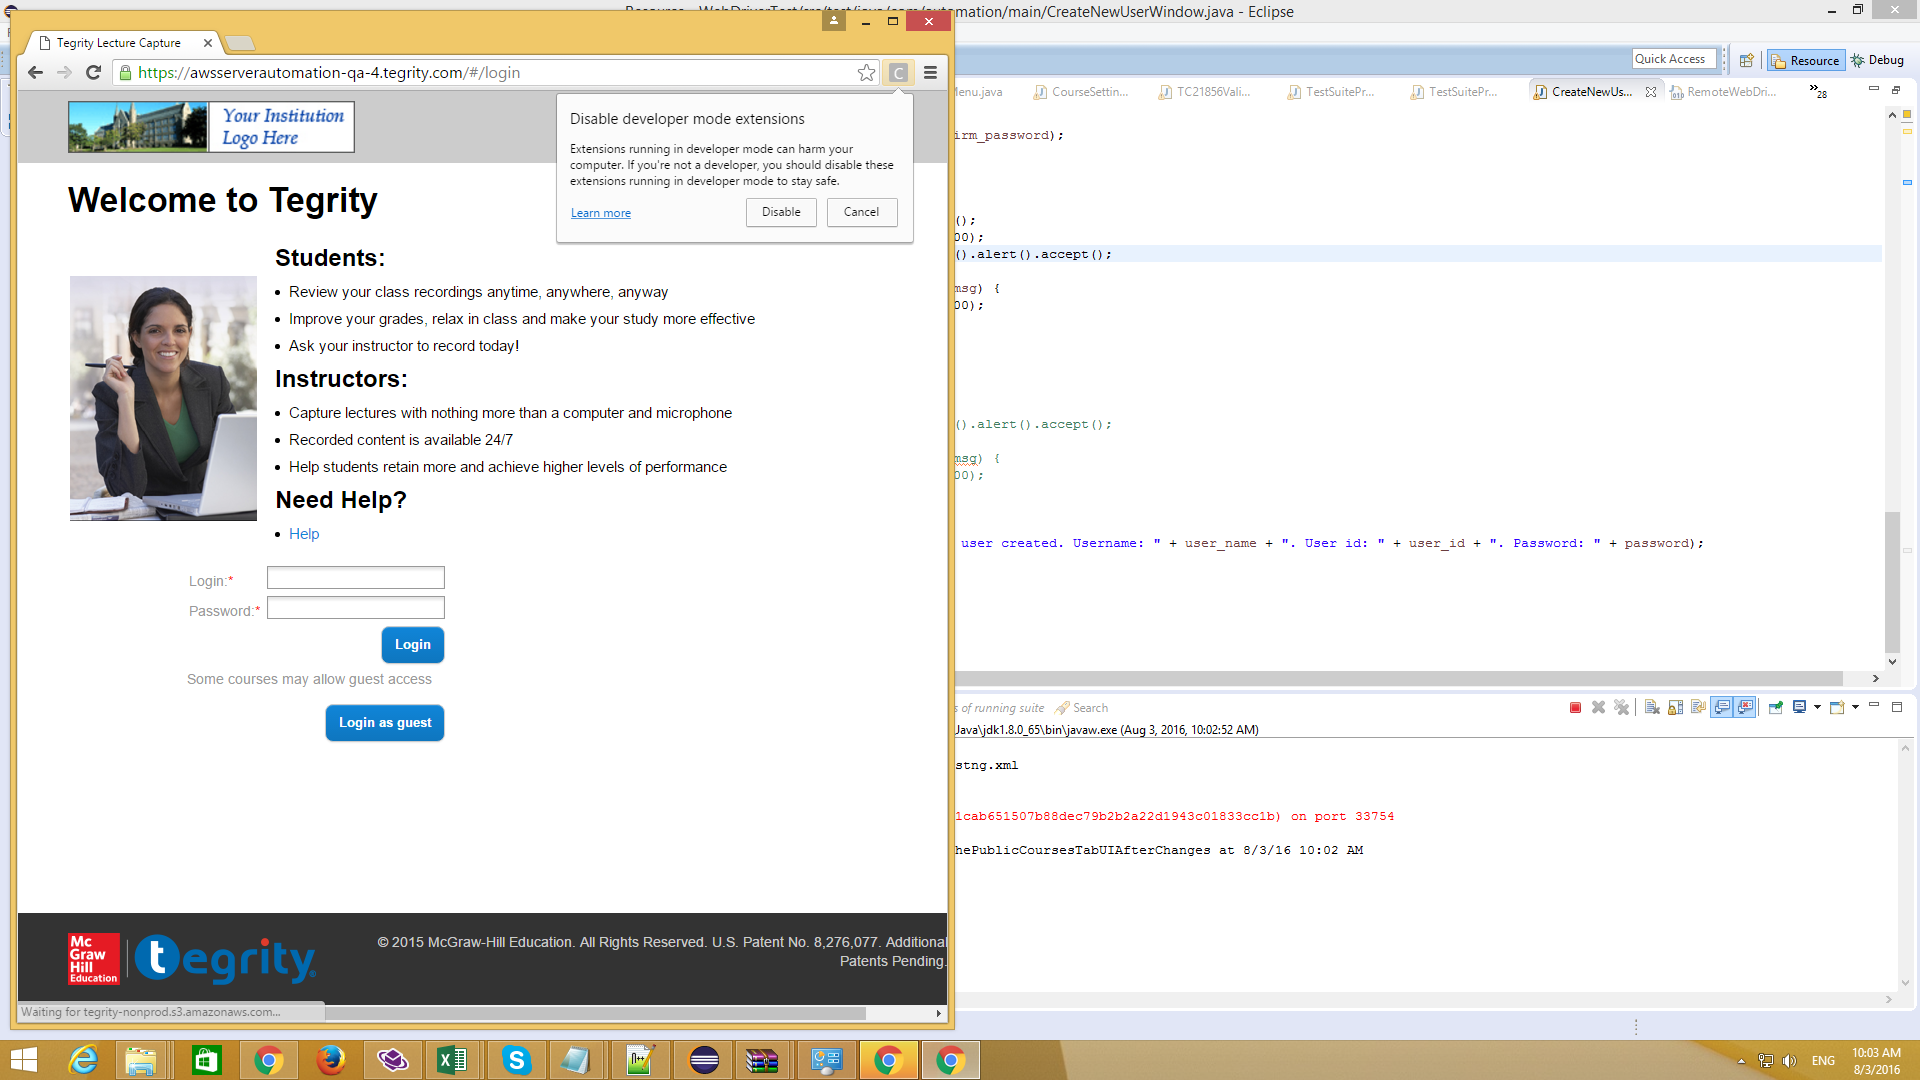 Resource - WebDriverTest/src/test/java/com/automation/main/CreateNewUserWindow.java - Eclipse
Tegrity Lecture Capture
https://awsserverautomation-qa-4.tegrity.com/#/login
C
Your Institution
Logo Here
Disable developer mode extensions
Extensions running in developer mode can harm your
computer. If you're not a developer, you should disable these
extensions running in developer mode to stay safe.
Learn more
Disable
Cancel
Welcome to Tegrity
Students:
Review your class recordings anytime, anywhere, anyway
Improve your grades, relax in class and make your study more effective
Ask your instructor to record today!
Instructors:
Capture lectures with nothing more than a computer and microphone
Recorded content is available 24/7
Help students retain more and achieve higher levels of performance
Need Help?
Help
Login:*
Password:*
Login
Some courses may allow guest access
Login as guest
Mc
Graw
Hill
Education
tegrity
© 2015 McGraw-Hill Education. All Rights Reserved. U.S. Patent No. 8,276,077. Additional
Patents Pending.
Waiting for tegrity-nonprod.s3.amazonaws.com...
Quick Access
Resource
Debug
Menu.java
CourseSettin...
TC21856Vali...
TestSuitePr...
TestSuitePr...
CreateNewUs...
RemoteWebDri...
»28
irm_password);
();
00);
().alert().accept();
msg) {
00);
().alert().accept();
msg) {
00);
user created. Username: " + user_name + ". User id: " + user_id + ". Password: " + password);
s of running suite
Search
Java\jdk1.8.0_65\bin\javaw.exe (Aug 3, 2016, 10:02:52 AM)
stng.xml
1cab651507b88dec79b2b2a22d1943c01833cc1b) on port 33754
hePublicCoursesTabUIAfterChanges at 8/3/16 10:02 AM
ENG
10:03 AM
8/3/2016